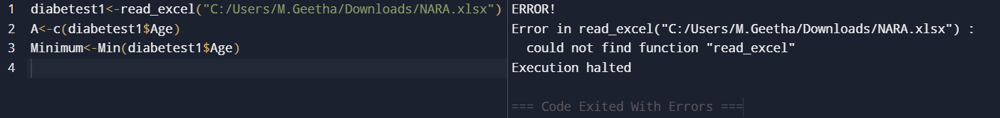 1 diabetest1<-read_excel("C:/Users/M.Geetha/Downloads/NARA.xlsx")
2 A<-c(diabetest1$Age)
3 Minimum<-Min(diabetest1$Age)
4
ERROR!
Error in read_excel("C:/Users/M.Geetha/Downloads/NARA.xlsx") :
  could not find function "read_excel"
Execution halted
=== Code Exited With Errors ===